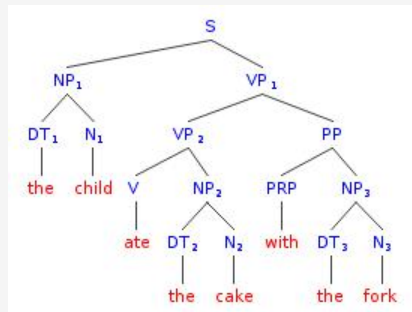 S
NP₁ VP₁
DT₁ N₁ VP₂ PP
the child V NP₂ PRP NP₃
ate DT₂ N₂ with DT₃ N₃
the cake the fork